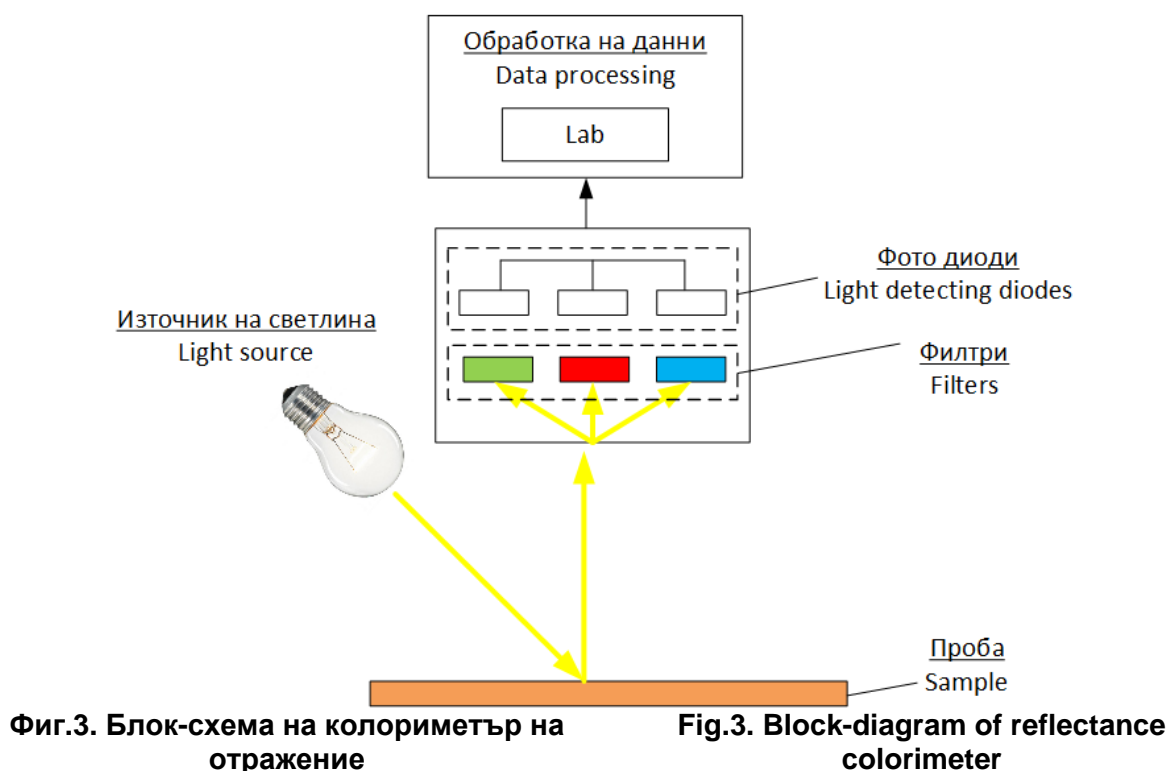 Обработка на данни
Data processing
Lab
Фото диоди
Light detecting diodes
Източник на светлина
Light source
Филтри
Filters
Проба
Sample
Фиг.3. Блок-схема на колориметър на
отражение
Fig.3. Block-diagram of reflectance
colorimeter